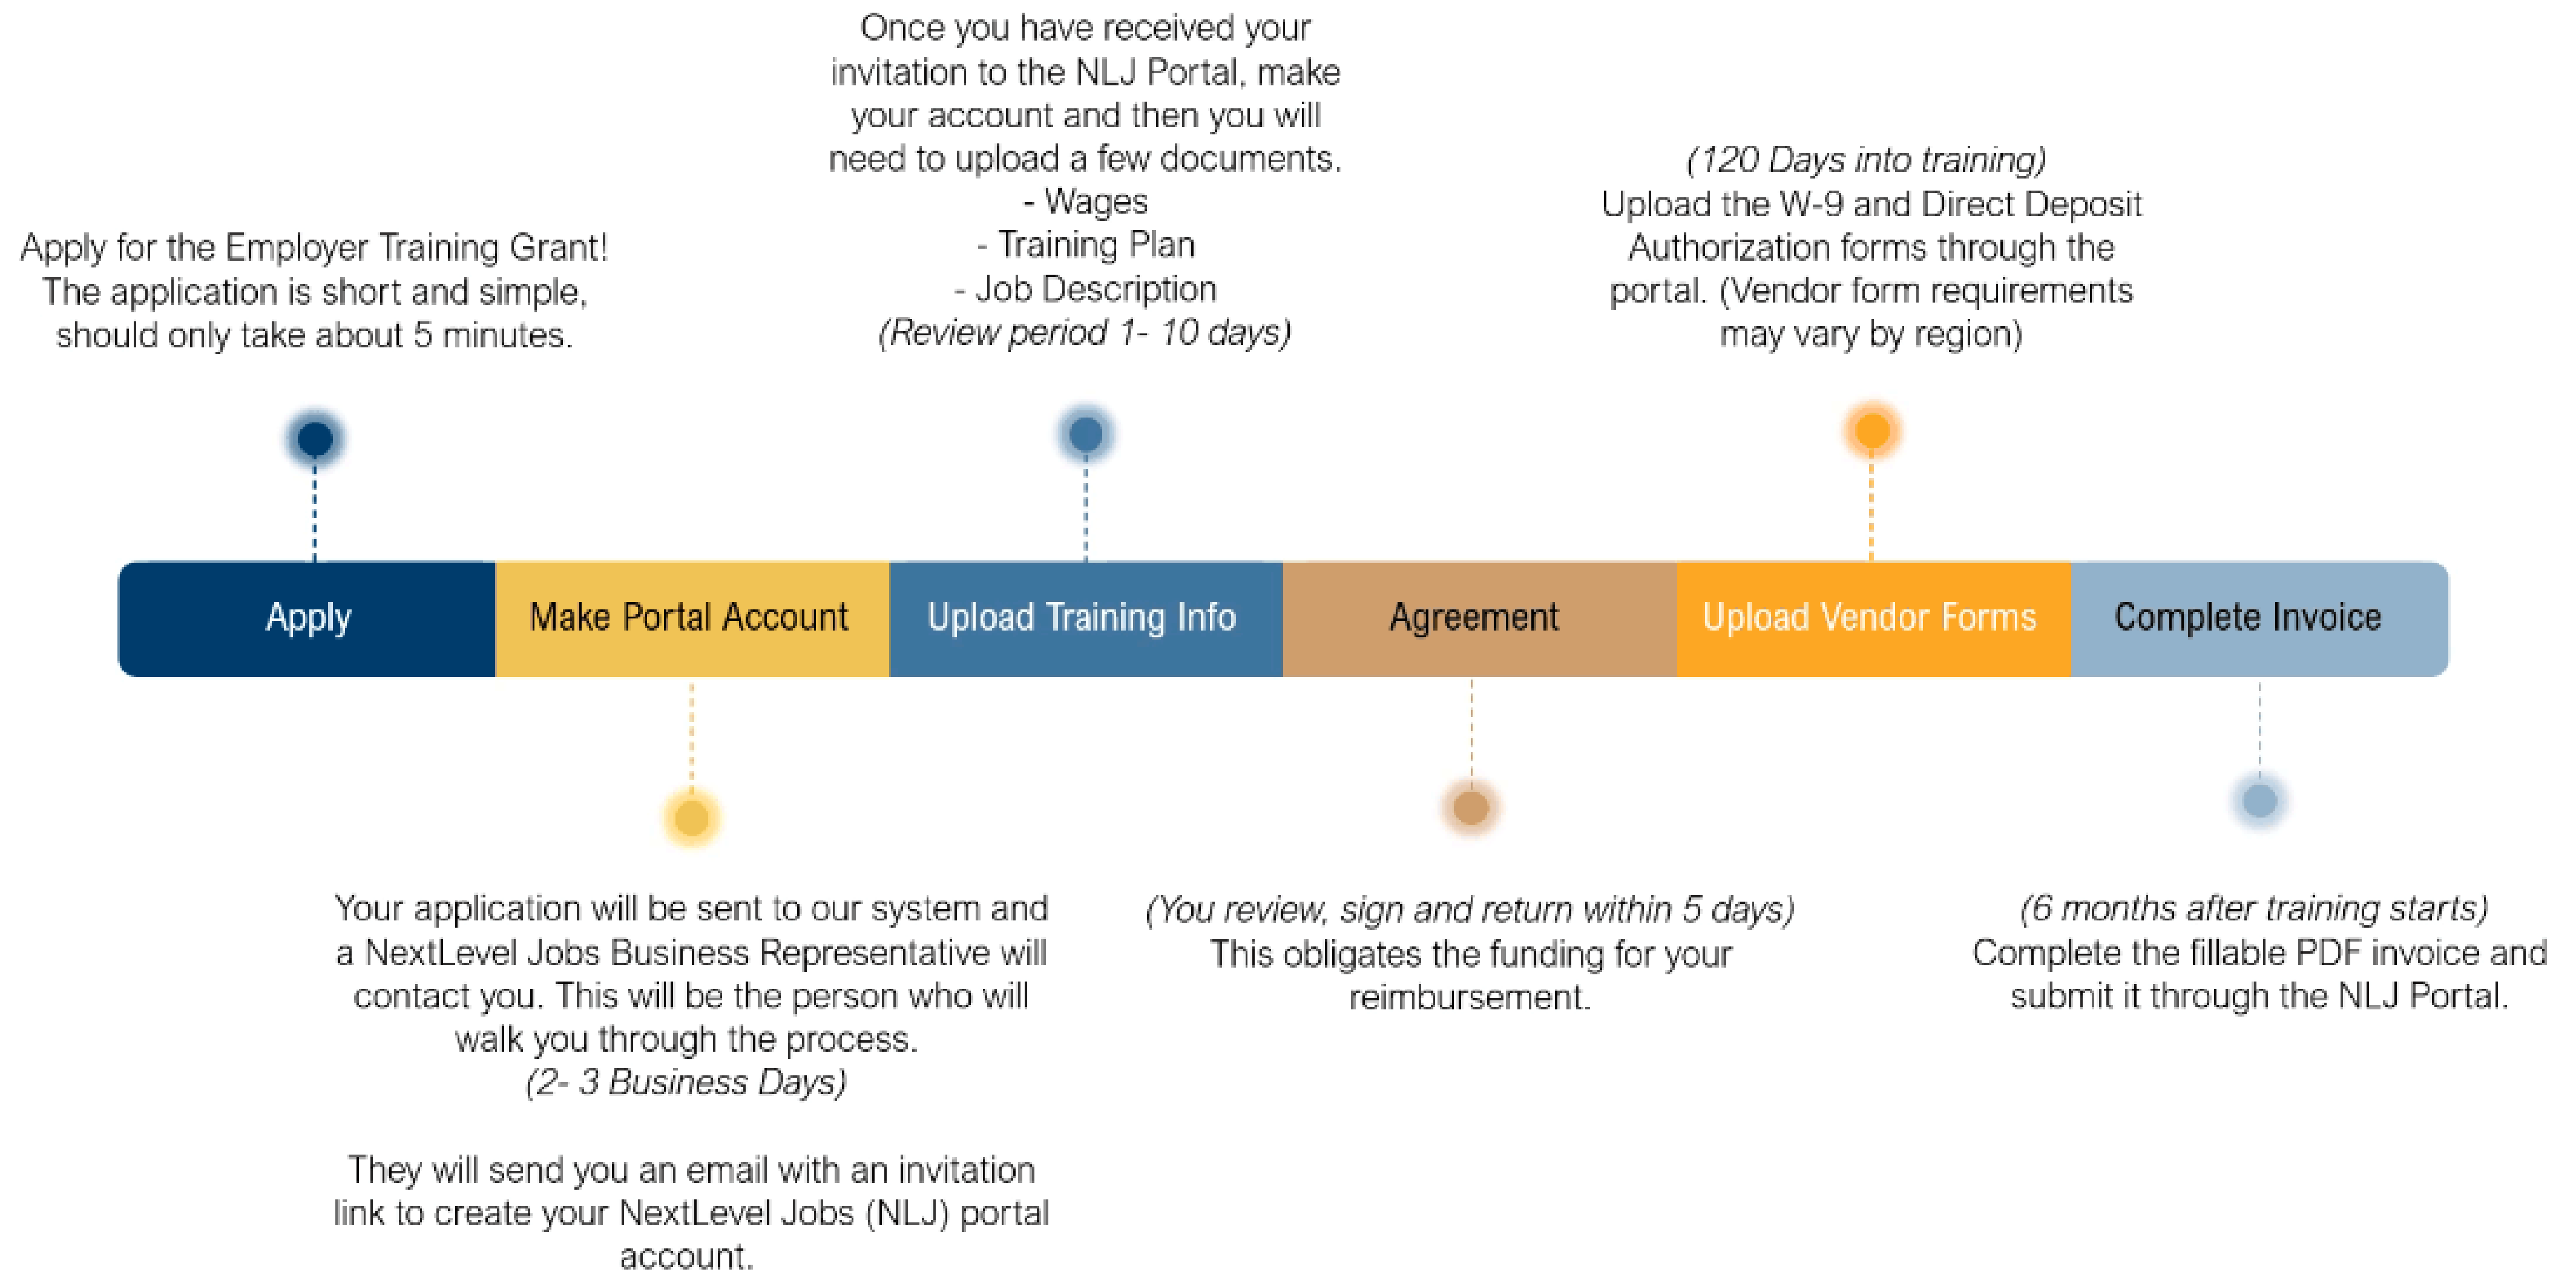 Apply for the Employer Training Grant!
The application is short and simple,
should only take about 5 minutes.
Once you have received your
invitation to the NLJ Portal, make
your account and then you will
need to upload a few documents.
- Wages
- Training Plan
- Job Description
(Review period 1- 10 days)
(120 Days into training)
Upload the W-9 and Direct Deposit
Authorization forms through the
portal. (Vendor form requirements
may vary by region)
Apply
Make Portal Account
Upload Training Info
Agreement
Upload Vendor Forms
Complete Invoice
Your application will be sent to our system and
a NextLevel Jobs Business Representative will
contact you. This will be the person who will
walk you through the process.
(2- 3 Business Days)
They will send you an email with an invitation
link to create your NextLevel Jobs (NLJ) portal
account.
(You review, sign and return within 5 days)
This obligates the funding for your
reimbursement.
(6 months after training starts)
Complete the fillable PDF invoice and
submit it through the NLJ Portal.